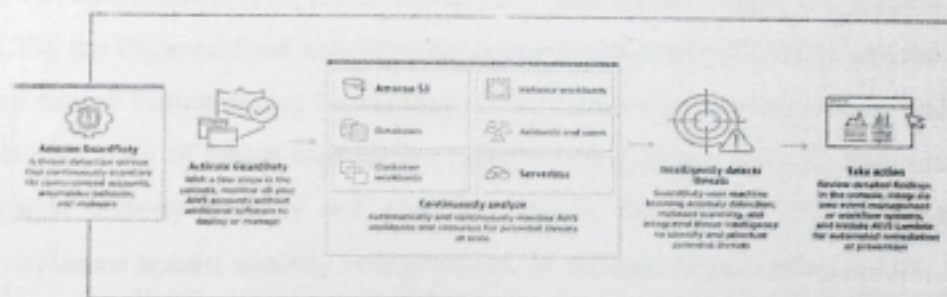 Amazon GuardDuty
A threat detection service
that continuously monitors
for compromised accounts,
anomalous behavior,
and malware
Activate GuardDuty
With a few steps in the
console, monitor all your
AWS accounts without
additional software to
deploy or manage
Amazon S3
Databases
Container
workloads
Instance workloads
Accounts and users
Serverless
Continuously analyze
Automatically and continuously monitor AWS
workloads and resources for potential threats
at scale
Intelligently detects
threats
GuardDuty uses machine
learning, anomaly detection,
malware scanning, and
integrated threat intelligence
to identify and prioritize
potential threats
Take action
Review detailed findings
in the console, integrate
into event management
or workflow systems,
and initiate AWS Lambda
for automated remediation
or prevention